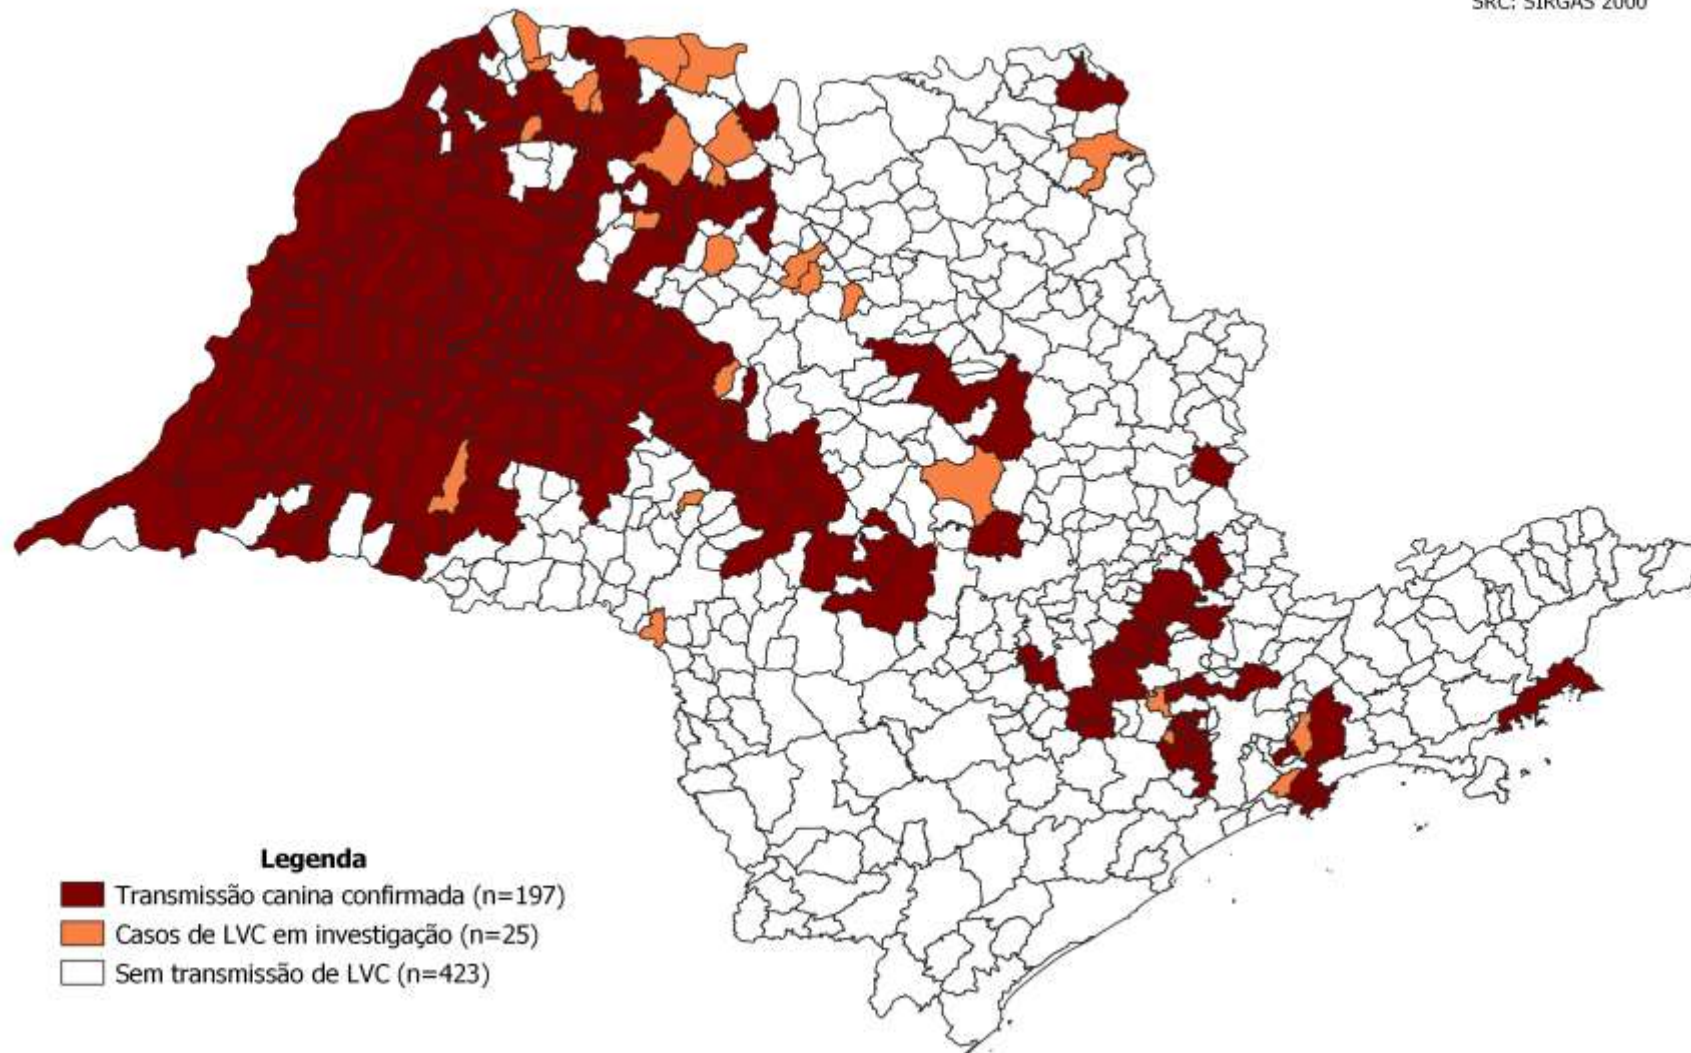 SRC: SIRGAS 2000
Legenda
Transmissão canina confirmada (n=197)
Casos de LVC em investigação (n=25)
Sem transmissão de LVC (n=423)